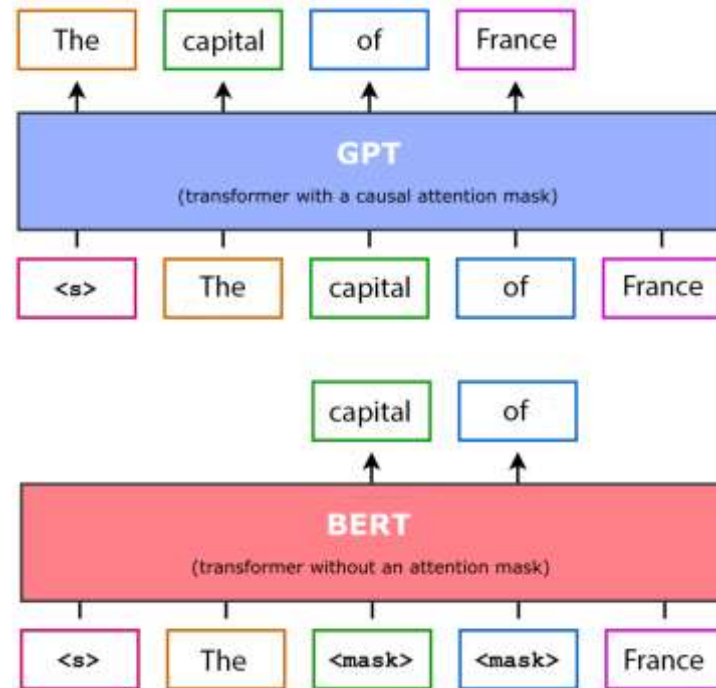 The capital of France
GPT
(transformer with a causal attention mask)
<s> The capital of France
capital of
BERT
(transformer without an attention mask)
<s> The <mask> <mask> France